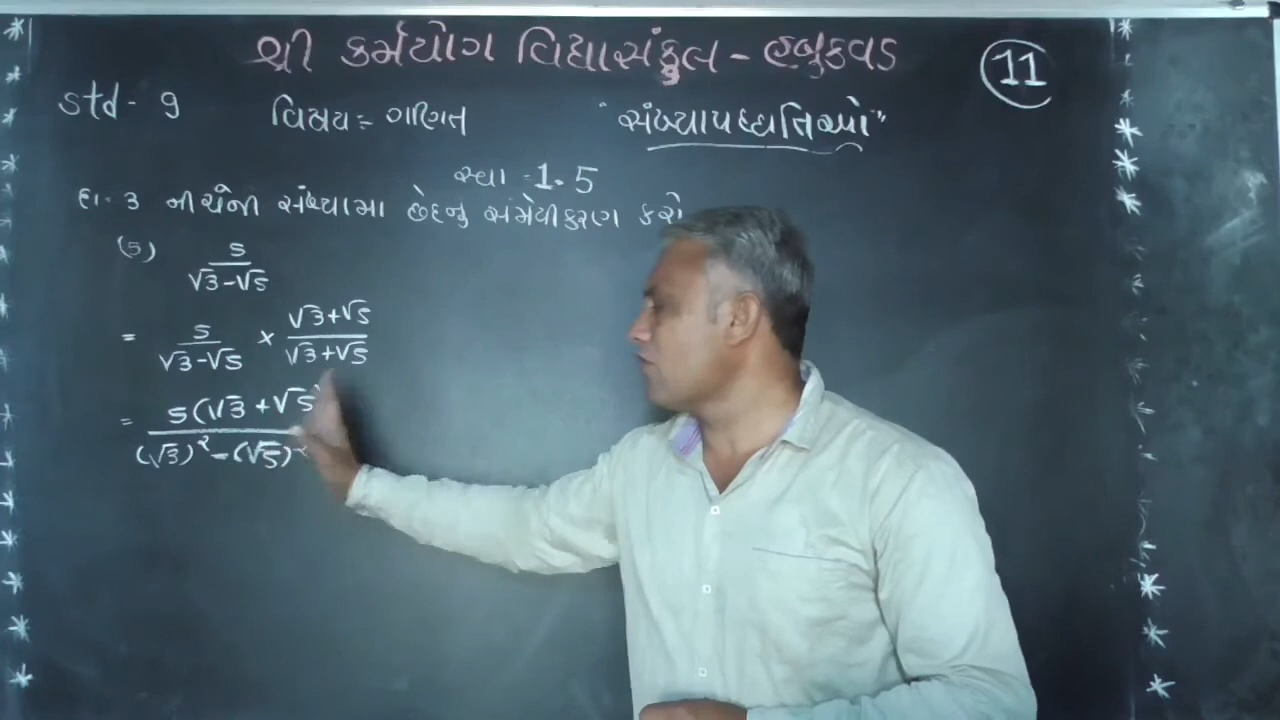 શ્રી કર્મયોગ વિદ્યાસંકુલ - હબુકવડ
11
std - 9 વિષય:- ગણિત "સંખ્યાપધ્ધતિઓ"
સ્વા - 1.5
દા. 3 નીચેની સંખ્યામા છેદનુ સંમેયીકરણ કરો
(5) 5 / √3-√5
= 5 / √3-√5 × √3+√5 / √3+√5
= 5(√3+√5) / (√3)² - (√5)²